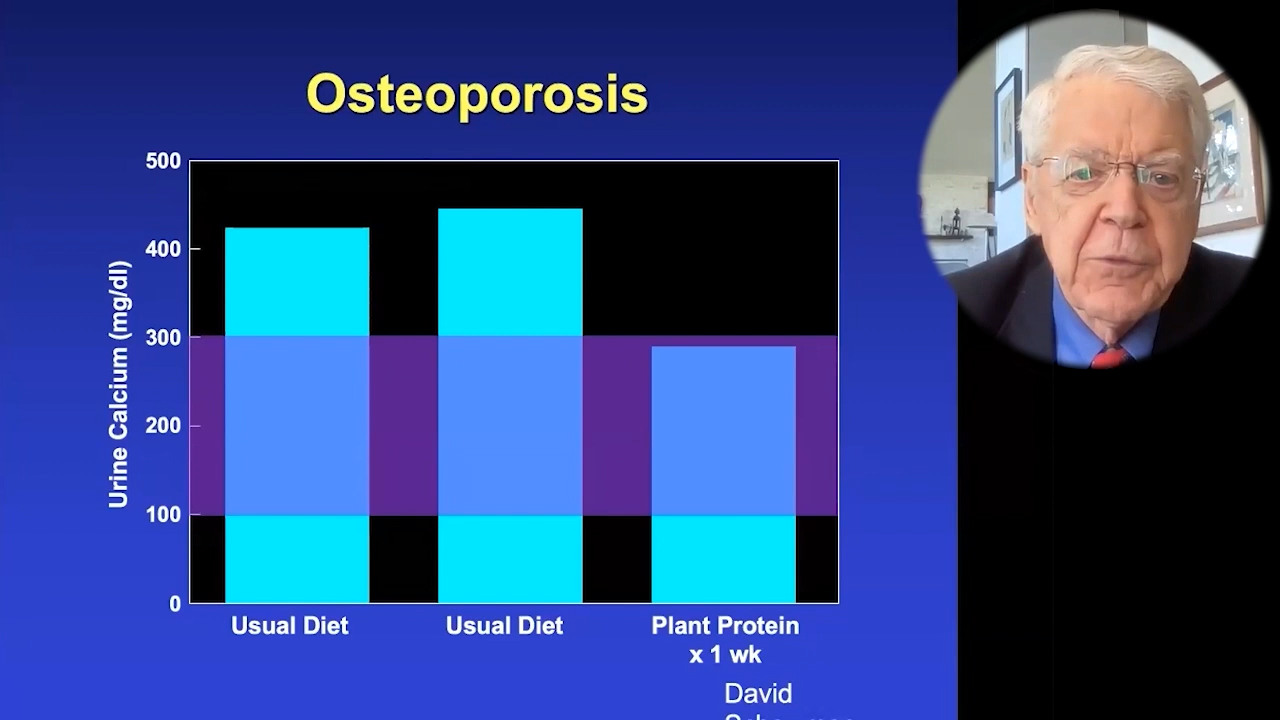 Osteoporosis
500
400
300
200
100
0
Urine Calcium (mg/dl)
Usual Diet
Usual Diet
Plant Protein
x 1 wk
David